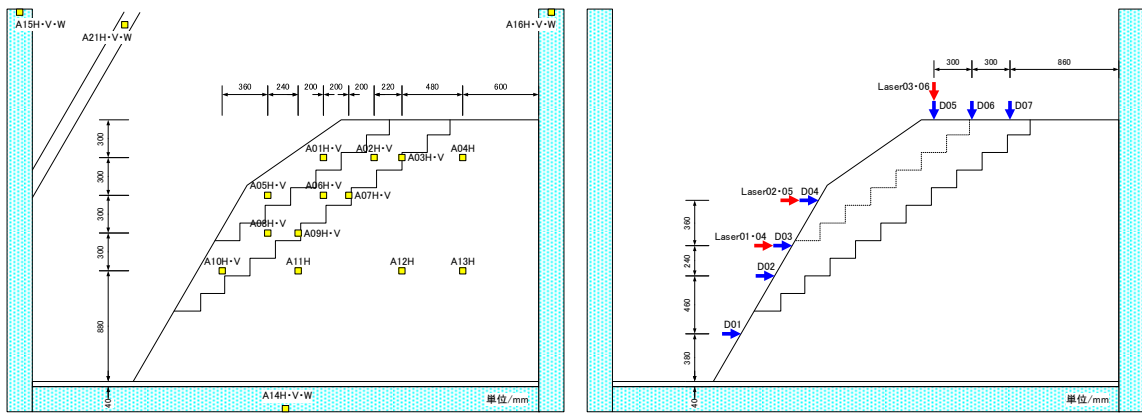 A15H・V・W
A16H・V・W
A21H・V・W
360
240
200
200
200
220
480
600
300
300
300
300
880
40
A01H・V
A02H・V
A03H・V
A04H
A05H・V
A06H・V
A07H・V
A08H・V
A09H・V
A10H・V
A11H
A12H
A13H
A14H・V・W
単位/mm
300
300
860
Laser03・06
D05
D06
D07
Laser02・05
D04
Laser01・04
D03
D02
D01
360
240
460
380
40
単位/mm